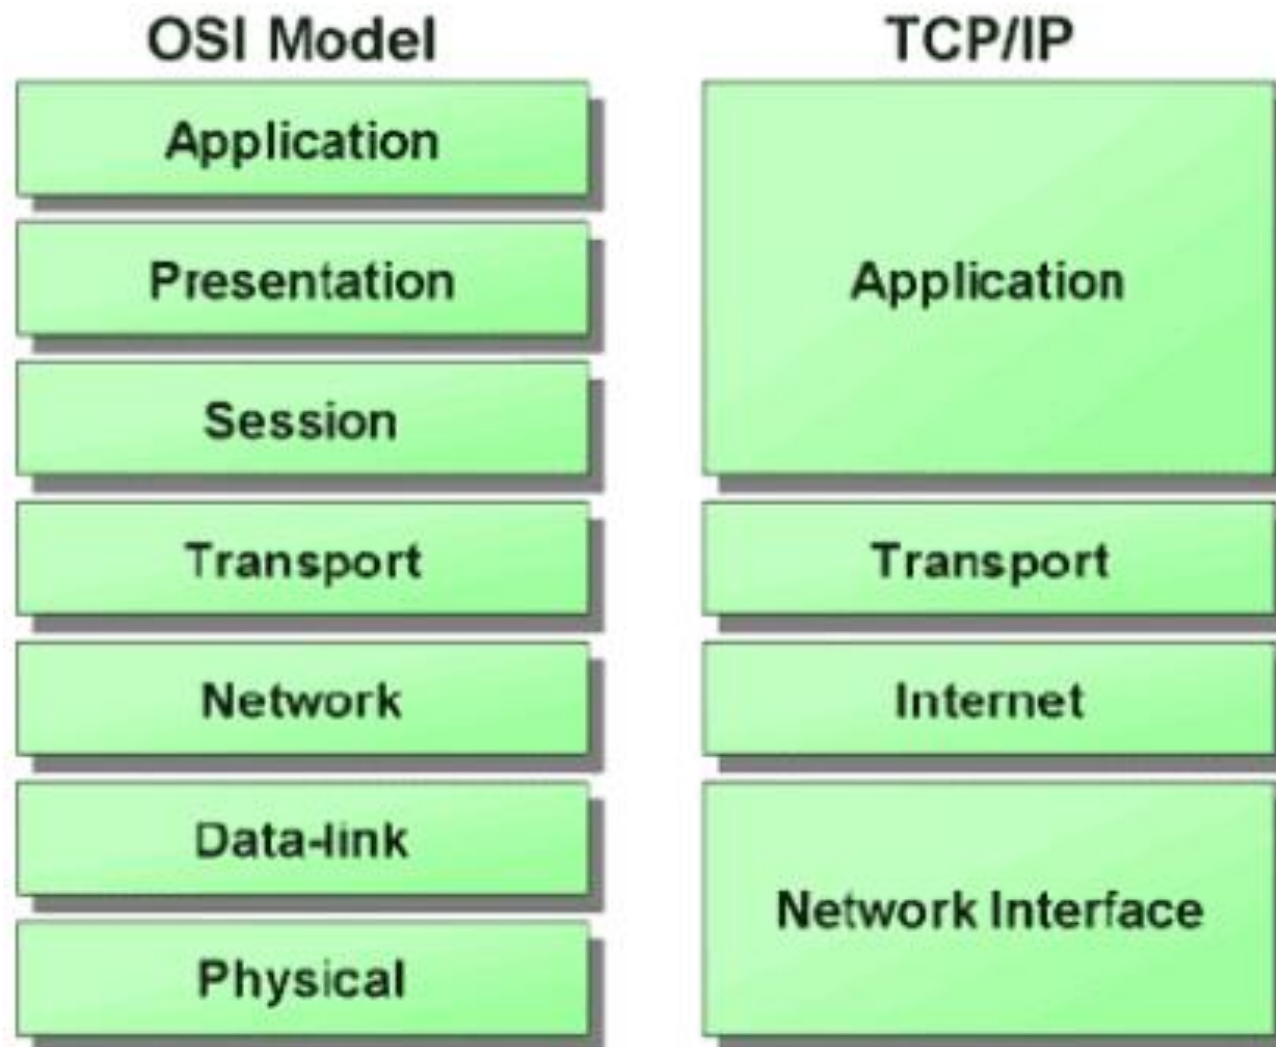 OSI Model
Application
Presentation
Session
Transport
Network
Data-link
Physical
TCP/IP
Application
Transport
Internet
Network Interface